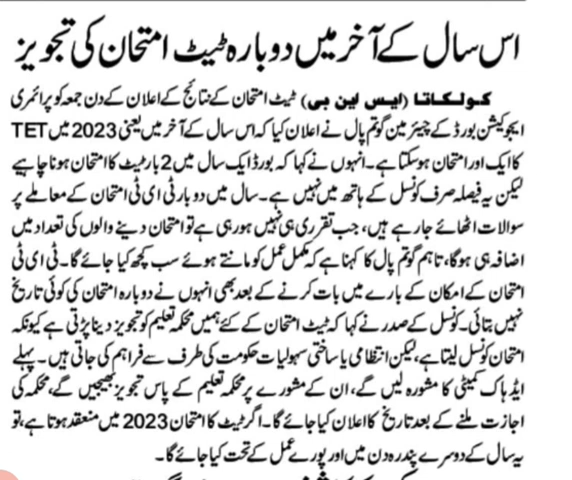 اس سال کے آخر میں دوبارہ ٹیٹ امتحان کی تجویز
کولکاتا (ایس این بی) ٹیٹ امتحان کے نتائج کے اعلان کے دن جمعہ کو پرائمری
ایجوکیشن بورڈ کے چیئرمین گوتم پال نے اعلان کیا کہ اس سال کے آخر میں یعنی 2023 میں TET
کا ایک اور امتحان ہوسکتا ہے۔ انہوں نے کہا کہ بورڈ ایک سال میں 2 بار ٹیٹ کا امتحان ہونا چاہیے
لیکن یہ فیصلہ صرف کونسل کے ہاتھ میں نہیں ہے۔ سال میں دو بار ٹی ای ٹی امتحان کے معاملے پر
سوالات اٹھائے جارہے ہیں، جب تقرری ہی نہیں ہورہی ہے تو امتحان دینے والوں کی تعداد میں
اضافہ ہی ہوگا، تاہم گوتم پال کا کہنا ہے کہ مکمل عمل کو مانتے ہوئے سب کچھ کیا جائے گا۔ ٹی ای ٹی
امتحان کے امکان کے بارے میں بات کرنے کے بعد بھی انہوں نے دوبارہ امتحان کی کوئی تاریخ
نہیں بتائی۔ کونسل کے صدر نے کہا کہ ٹیٹ امتحان کے لئے ہمیں محکمہ تعلیم کو تجویز دینا پڑتی ہے کیونکہ
امتحان کونسل لیتا ہے، لیکن انتظامی یا ساختی سہولیات حکومت کی طرف سے فراہم کی جاتی ہیں۔ پہلے
ایڈہاک کمیٹی کا مشورہ لیں گے، ان کے مشورے پر محکمہ تعلیم کے پاس تجویز بھیجیں گے، محکمہ کی
اجازت ملنے کے بعد تاریخ کا اعلان کیا جائے گا۔ اگر ٹیٹ کا امتحان 2023 میں منعقد ہوتا ہے، تو
یہ سال کے دوسرے پندرہ دن میں اور پورے عمل کے تحت کیا جائے گا۔